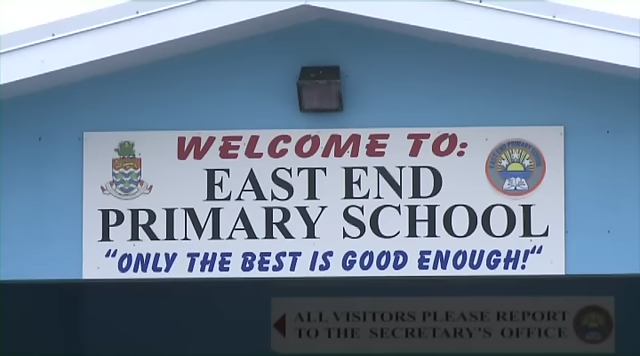 WELCOME TO:
EAST END
PRIMARY SCHOOL
"ONLY THE BEST IS GOOD ENOUGH!"
ALL VISITORS PLEASE REPORT
TO THE SECRETARY'S OFFICE